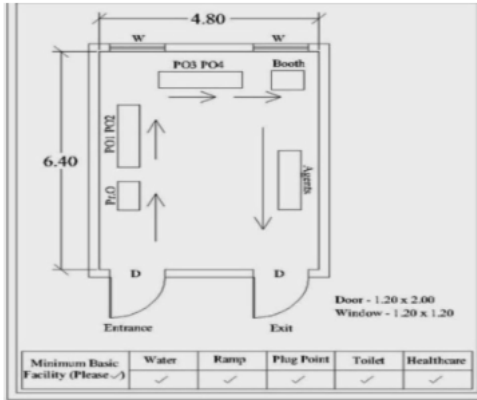 4.80
W W
PO3 PO4 Booth
PO1 PO2
6.40
Agents
Pr.O
D D
Door - 1.20 x 2.00
Window - 1.20 x 1.20
Entrance Exit
Minimum Basic Facility (Please ✓) Water Ramp Plug Point Toilet Healthcare
✓ ✓ ✓ ✓ ✓